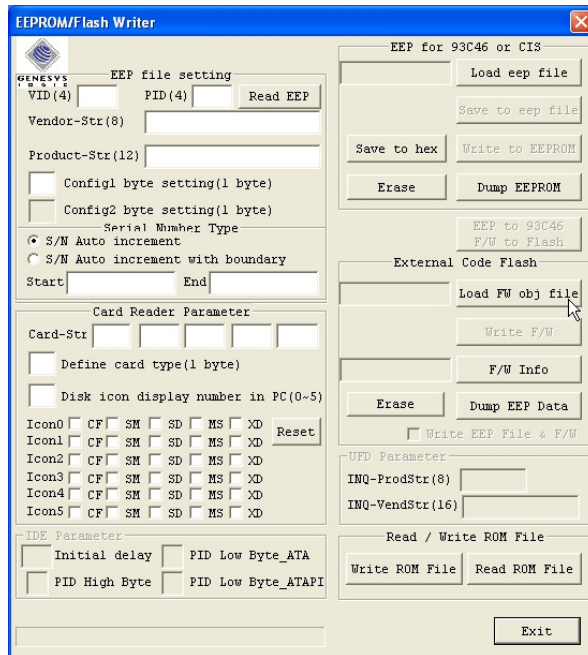 EEPROM/Flash Writer
GENESYS
LOGIC
EEP file setting
VID(4) PID(4) Read EEP
Vendor-Str(8)
Product-Str(12)
Config1 byte setting(1 byte)
Config2 byte setting(1 byte)
Serial Number Type
S/N Auto increment
S/N Auto increment with boundary
Start End
Card Reader Parameter
Card-Str
Define card type(1 byte)
Disk icon display number in PC(0~5)
Icon0 CF SM SD MS XD
Icon1 CF SM SD MS XD
Reset
Icon2 CF SM SD MS XD
Icon3 CF SM SD MS XD
Icon4 CF SM SD MS XD
Icon5 CF SM SD MS XD
IDE Parameter
Initial delay PID Low Byte_ATA
PID High Byte PID Low Byte_ATAPI
EEP for 93C46 or CIS
Load eep file
Save to eep file
Save to hex Write to EEPROM
Erase Dump EEPROM
EEP to 93C46
F/W to Flash
External Code Flash
Load FW obj file
Write F/W
F/W Info
Erase Dump EEP Data
Write EEP File & F/W
UFD Parameter
INQ-ProdStr(8)
INQ-VendStr(16)
Read / Write ROM File
Write ROM File Read ROM File
Exit